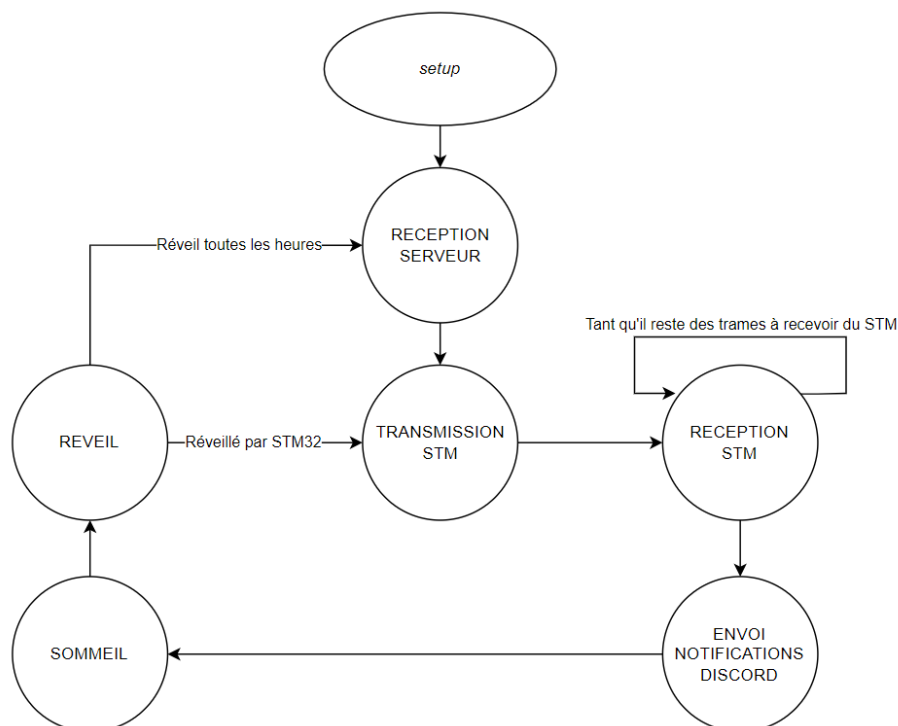 setup
RECEPTION
SERVEUR
Réveil toutes les heures
Tant qu'il reste des trames à recevoir du STM
REVEIL
Réveillé par STM32
TRANSMISSION
STM
RECEPTION
STM
SOMMEIL
ENVOI
NOTIFICATIONS
DISCORD